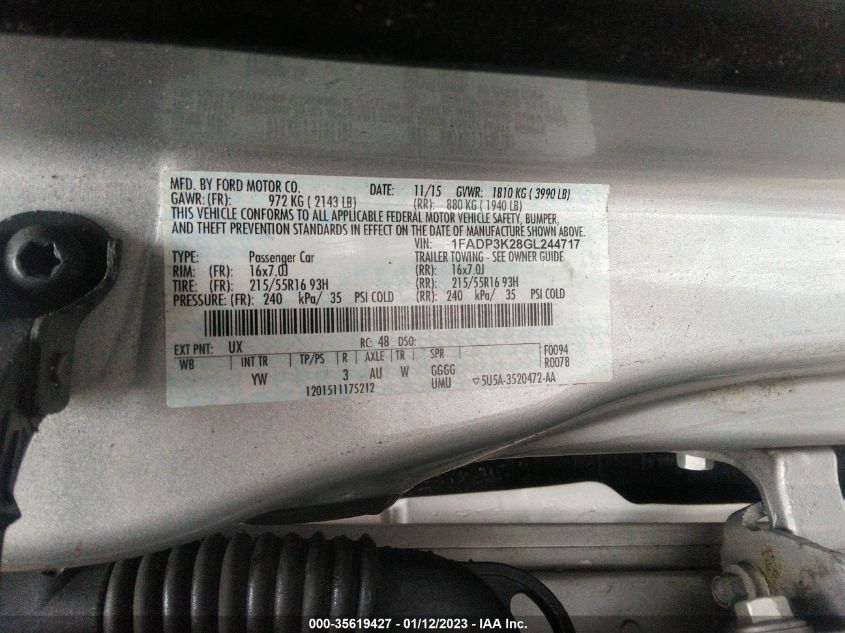 MFD. BY FORD MOTOR CO. DATE: 11/15 GVWR: 1810 KG ( 3990 LB)
GAWR: (FR): 972 KG ( 2143 LB) (RR): 880 KG ( 1940 LB)
THIS VEHICLE CONFORMS TO ALL APPLICABLE FEDERAL MOTOR VEHICLE SAFETY, BUMPER,
AND THEFT PREVENTION STANDARDS IN EFFECT ON THE DATE OF MANUFACTURE SHOWN ABOVE.
VIN: 1FADP3K28GL244717
TYPE: Passenger Car TRAILER TOWING - SEE OWNER GUIDE
RIM: (FR): 16x7.0J (RR): 16x7.0J
TIRE: (FR): 215/55R16 93H (RR): 215/55R16 93H
PRESSURE: (FR): 240 kPa/ 35 PSI COLD (RR): 240 kPa/ 35 PSI COLD
EXT PNT: UX RC: 48 DSO: F0094
WB INT TR TP/PS R AXLE TR SPR R0078
YW 3 AU W GGGG
UMU 5U5A-3520472-AA
1201511175212
000-35619427 - 01/12/2023 - IAA Inc.